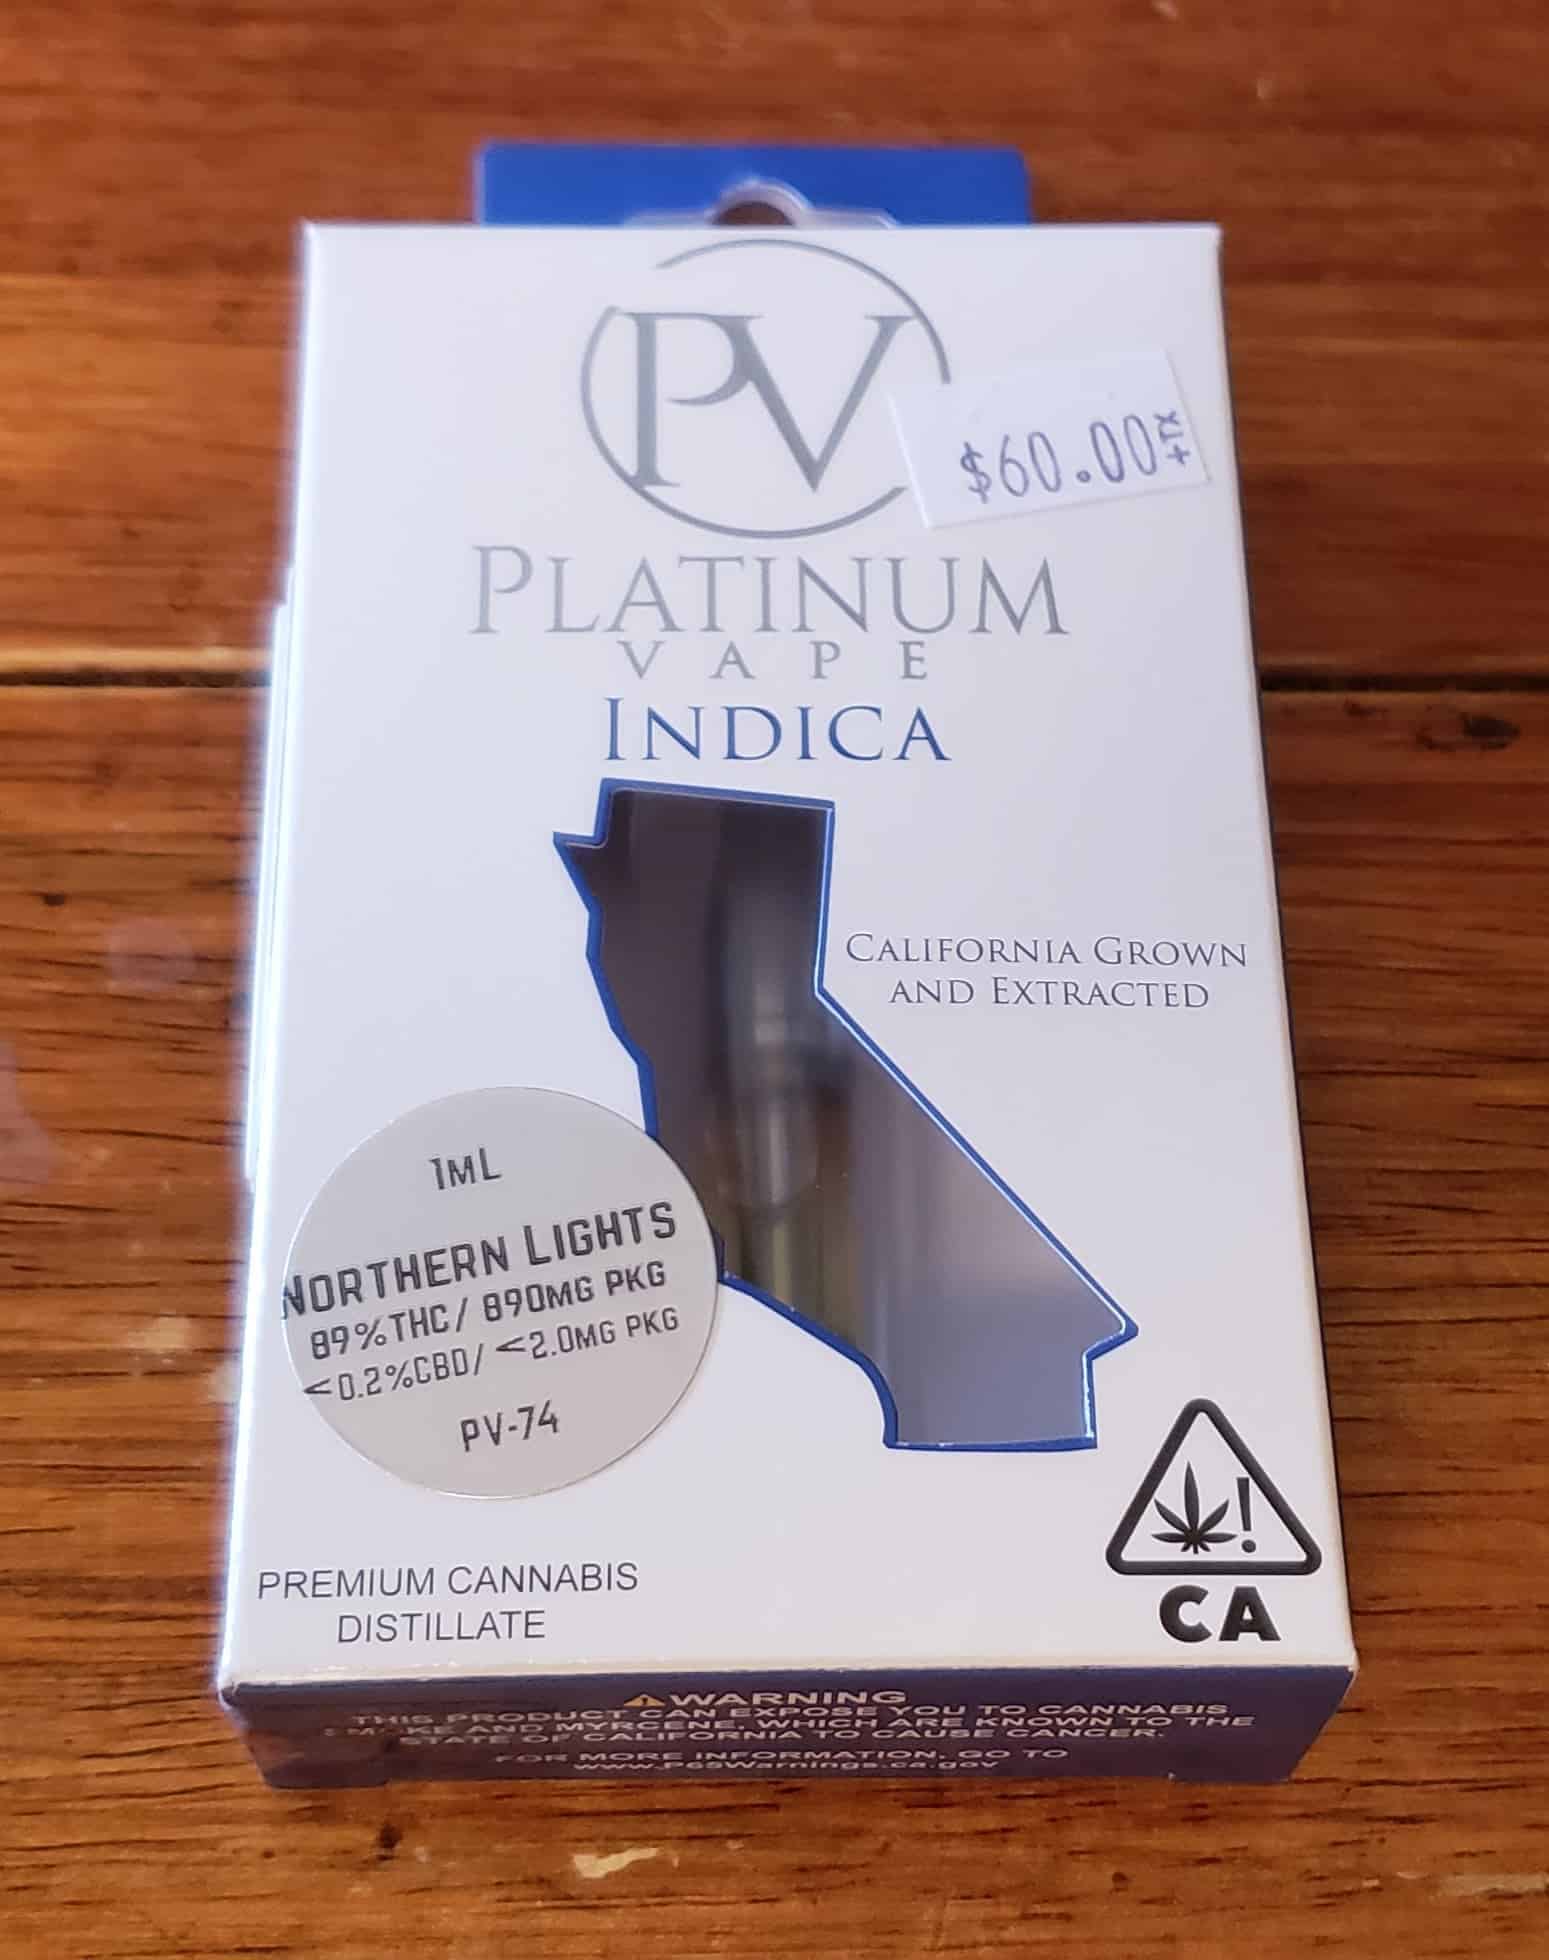 PV
$60.00+TX
PLATINUM
VAPE
INDICA
CALIFORNIA GROWN
AND EXTRACTED
1ML
NORTHERN LIGHTS
89%THC/ 890MG PKG
<0.2%CBD/ <2.0MG PKG
PV-74
PREMIUM CANNABIS
DISTILLATE
!
CA
WARNING
THIS PRODUCT CAN EXPOSE YOU TO CANNABIS
SMOKE AND MYRCENE, WHICH ARE KNOWN TO THE
STATE OF CALIFORNIA TO CAUSE CANCER.
FOR MORE INFORMATION, GO TO
www.P65Warnings.ca.gov